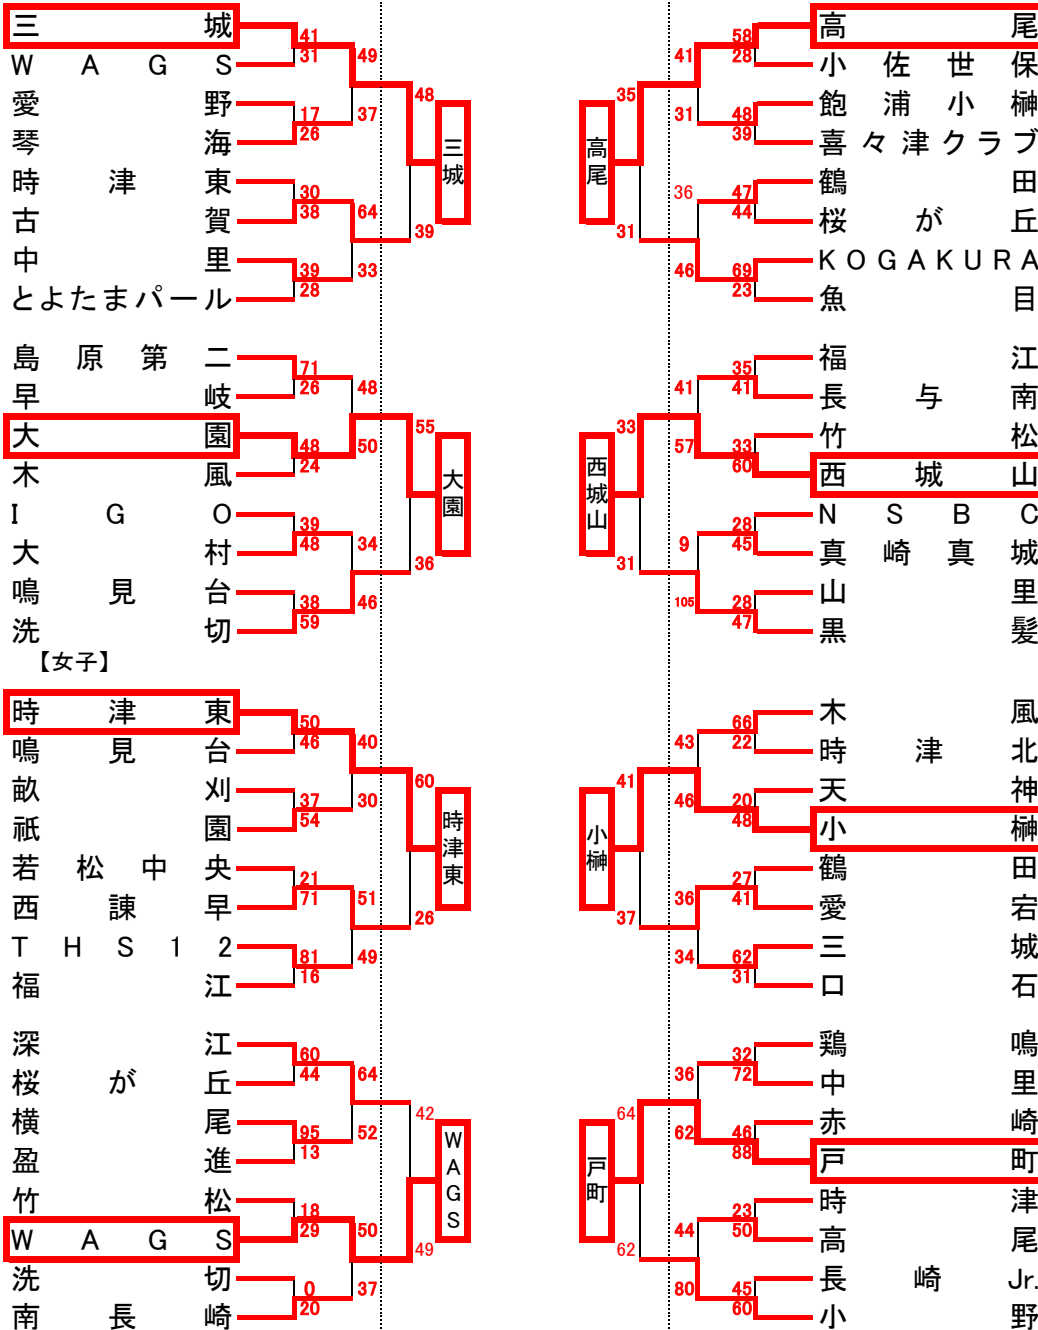 三城
41
WAGS
31
49
愛野
17
37
琴海
26
48
三城
時津東
30
古賀
38
64
39
中里
39
33
とよたまパール
28
高尾
58
小佐世保
28
41
飽浦小榊
48
31
喜々津クラブ
39
35
高尾
鶴田
47
36
桜が丘
44
31
KOGAKURA
69
46
魚目
23
島原第二
71
早岐
26
48
大園
48
50
木風
24
55
大園
IGO
39
大村
48
34
36
鳴見台
38
46
洗切
59
福江
35
長与南
41
41
竹松
33
57
西城山
60
33
西城山
NSBC
28
真崎真城
45
9
31
山里
28
105
黒髪
47
【女子】
時津東
50
鳴見台
46
40
畝刈
37
30
祇園
54
60
時津東
若松中央
21
西諫早
71
51
26
THS12
81
49
福江
16
木風
66
時津北
22
43
天神
20
46
小榊
48
41
小榊
鶴田
27
愛宕
41
36
37
三城
62
34
口石
31
深江
60
桜が丘
44
64
横尾
95
52
盈進
13
42
WAGS
竹松
18
WAGS
29
50
49
洗切
0
37
南長崎
20
鶏鳴
32
中里
72
36
赤崎
46
62
戸町
88
64
戸町
時津
23
高尾
50
44
62
長崎Jr.
45
80
小野
60